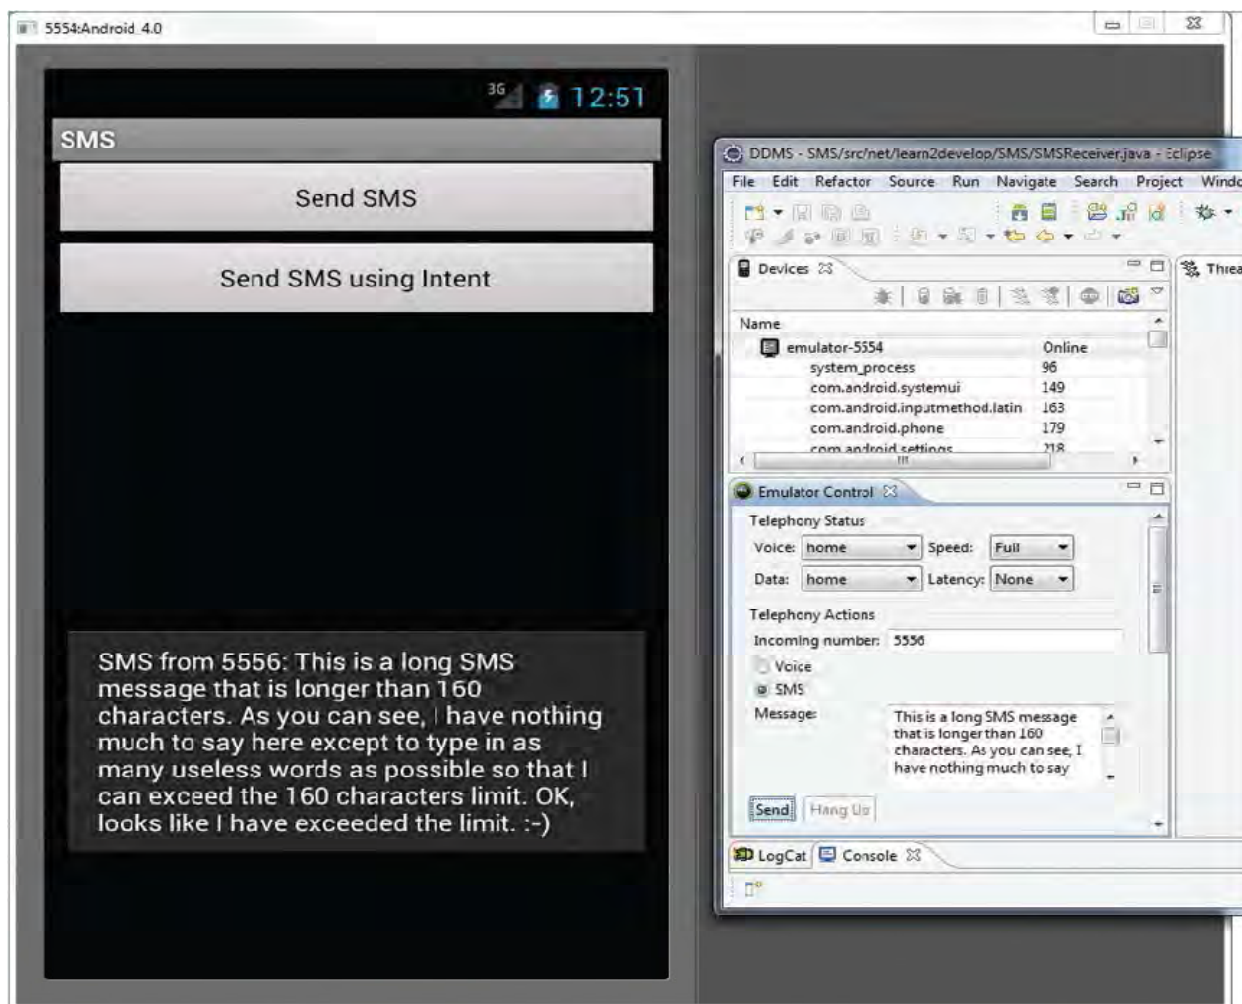 5554:Android_4.0
3G 12:51
SMS
Send SMS
Send SMS using Intent
SMS from 5556: This is a long SMS
message that is longer than 160
characters. As you can see, I have nothing
much to say here except to type in as
many useless words as possible so that I
can exceed the 160 characters limit. OK,
looks like I have exceeded the limit. :-)
DDMS - SMS/src/net/learn2develop/SMS/SMSReceiver.java - Eclipse
File Edit Refactor Source Run Navigate Search Project Windo
Devices
Threa
Name
emulator-5554 Online
system_process 96
com.android.systemui 149
com.android.inputmethod.latin 163
com.android.phone 179
com.android.settings 218
Emulator Control
Telephony Status
Voice: home Speed: Full
Data: home Latency: None
Telephony Actions
Incoming number: 5556
Voice
SMS
Message: This is a long SMS message
that is longer than 160
characters. As you can see, I
have nothing much to say
Send Hang Up
LogCat Console